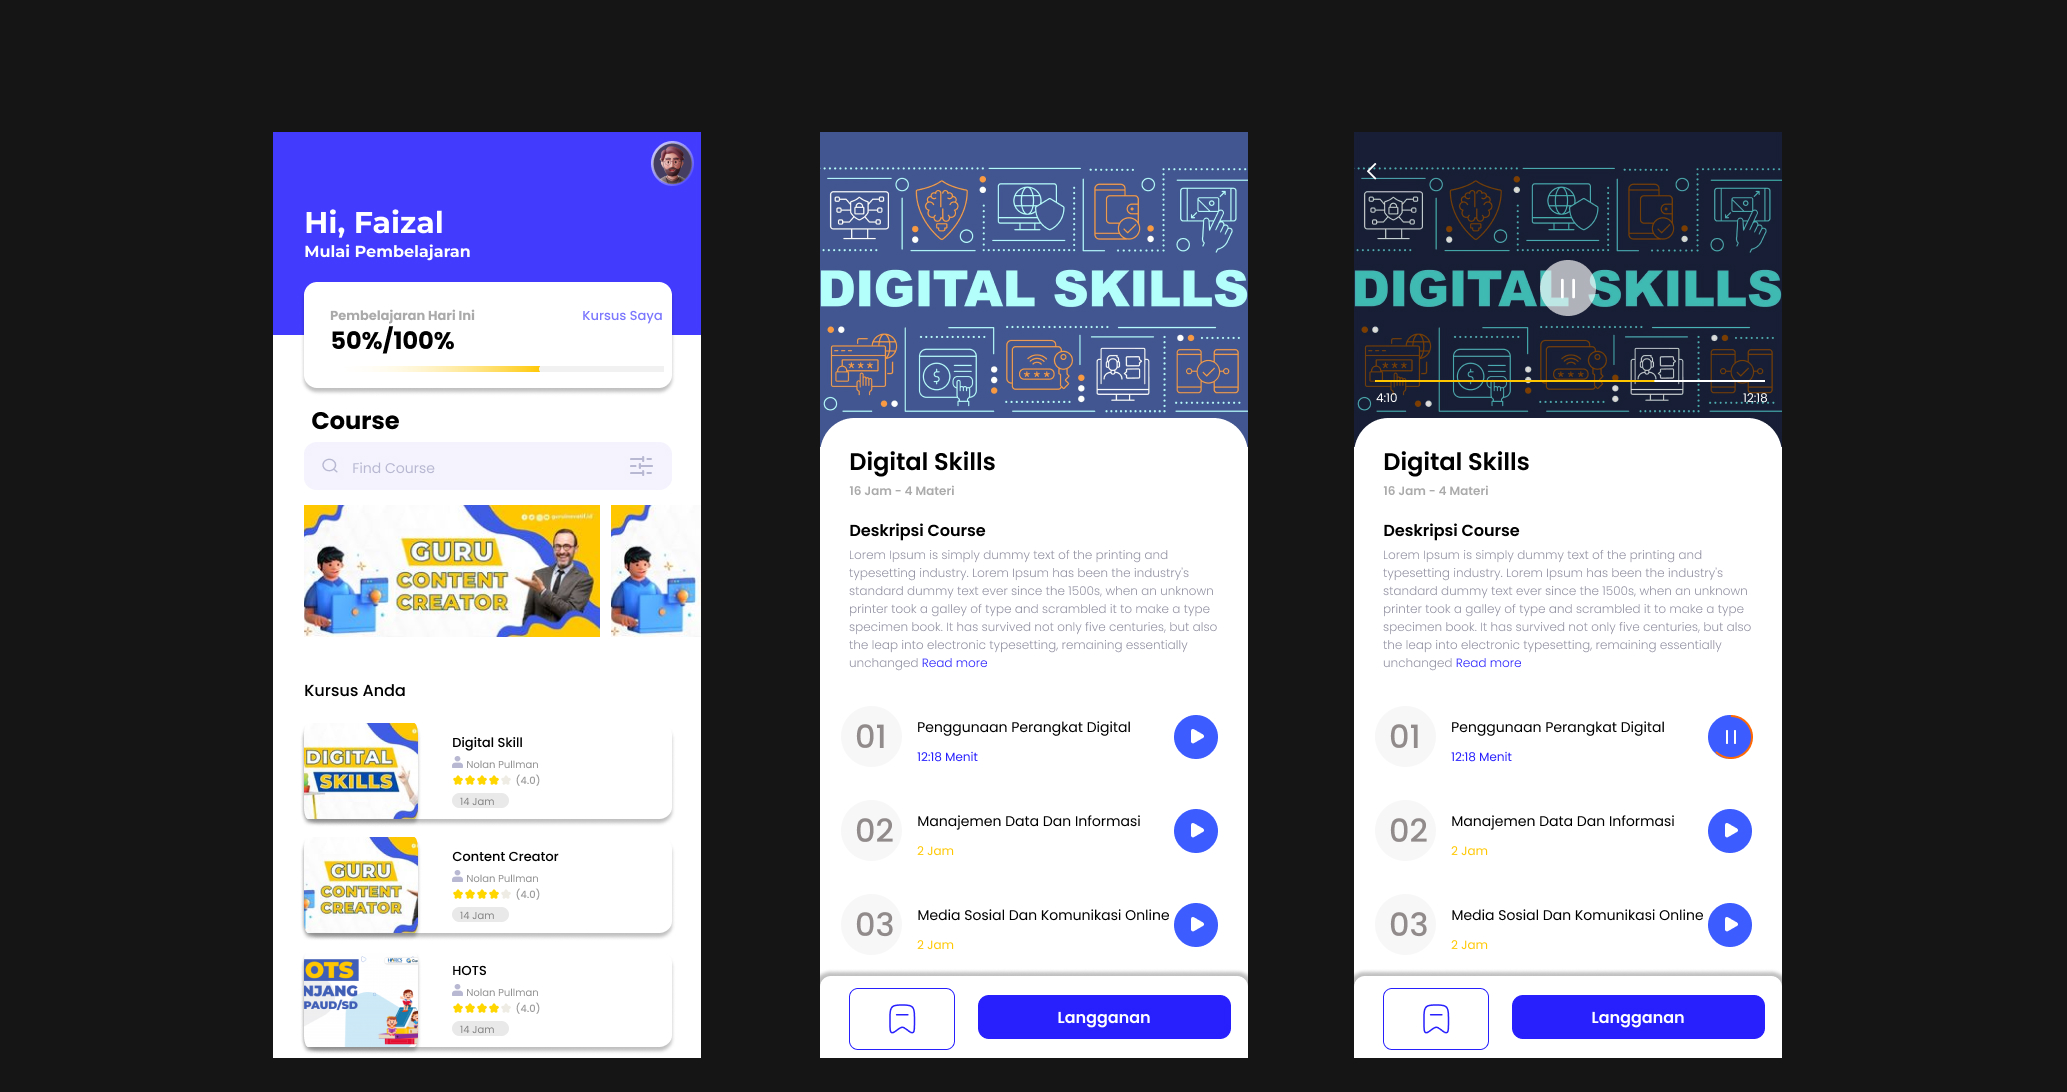 Hi, Faizal
Mulai Pembelajaran
Pembelajaran Hari Ini
Kursus Saya
50%/100%
Course
Find Course
GURU
CONTENT
CREATOR
Kursus Anda
DIGITAL
SKILLS
Digital Skill
Nolan Pullman
(4.0)
14 Jam
GURU
CONTENT
CREATOR
Content Creator
Nolan Pullman
(4.0)
14 Jam
OTS
NJANG
PAUD/SD
HOTS
Nolan Pullman
(4.0)
14 Jam
DIGITAL SKILLS
Digital Skills
16 Jam - 4 Materi
Deskripsi Course
Lorem Ipsum is simply dummy text of the printing and
typesetting industry. Lorem Ipsum has been the industry's
standard dummy text ever since the 1500s, when an unknown
printer took a galley of type and scrambled it to make a type
specimen book. It has survived not only five centuries, but also
the leap into electronic typesetting, remaining essentially
unchanged Read more
01
Penggunaan Perangkat Digital
12:18 Menit
02
Manajemen Data Dan Informasi
2 Jam
03
Media Sosial Dan Komunikasi Online
2 Jam
Langganan
DIGITAL SKILLS
4:10
12:18
Digital Skills
16 Jam - 4 Materi
Deskripsi Course
Lorem Ipsum is simply dummy text of the printing and
typesetting industry. Lorem Ipsum has been the industry's
standard dummy text ever since the 1500s, when an unknown
printer took a galley of type and scrambled it to make a type
specimen book. It has survived not only five centuries, but also
the leap into electronic typesetting, remaining essentially
unchanged Read more
01
Penggunaan Perangkat Digital
12:18 Menit
02
Manajemen Data Dan Informasi
2 Jam
03
Media Sosial Dan Komunikasi Online
2 Jam
Langganan